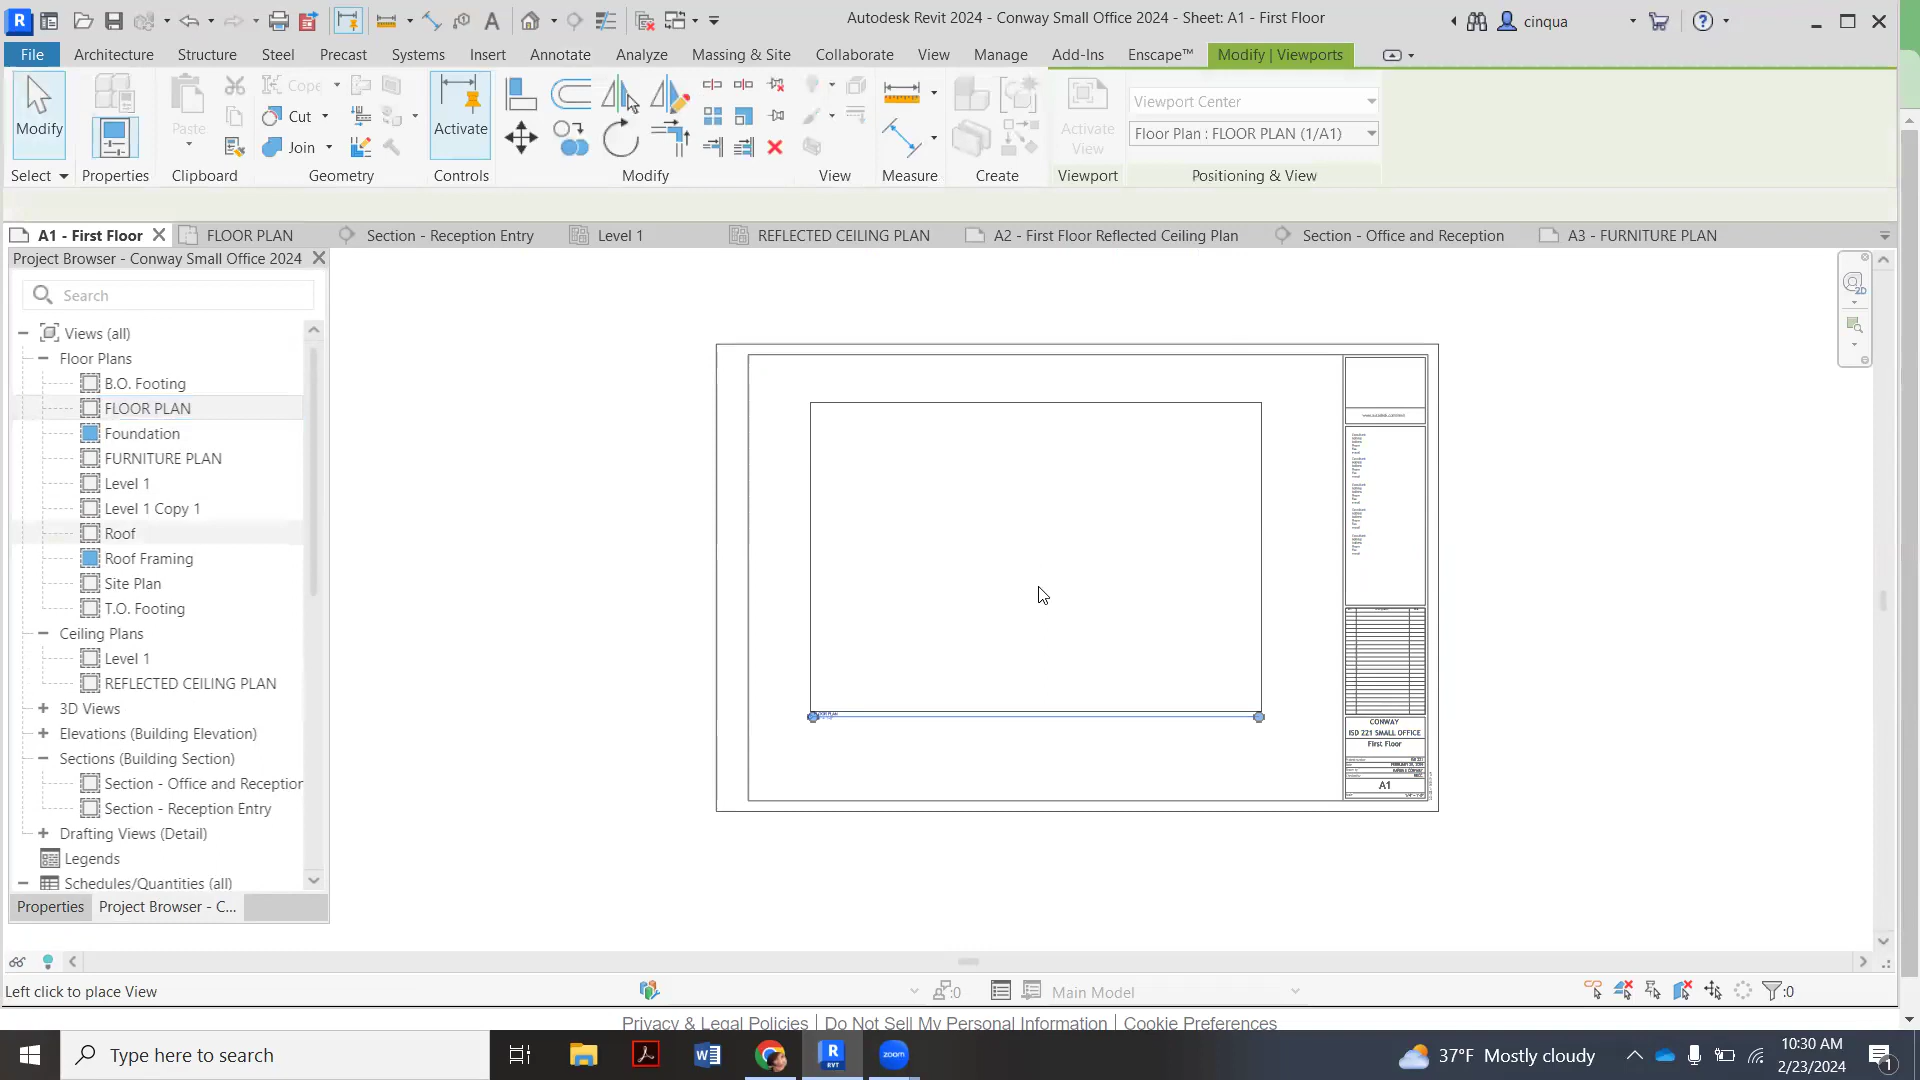 Autodesk Revit 2024 - Conway Small Office 2024 - Sheet: A1 - First Floor
cinqua
File Architecture Structure Steel Precast Systems Insert Annotate Analyze Massing & Site Collaborate View Manage Add-Ins Enscape™ Modify | Viewports
Modify
Paste
Cope
Cut
Join
Activate
Activate View
Viewport Center
Floor Plan : FLOOR PLAN (1/A1)
Select Properties Clipboard Geometry Controls Modify View Measure Create Viewport Positioning & View
A1 - First Floor FLOOR PLAN Section - Reception Entry Level 1 REFLECTED CEILING PLAN A2 - First Floor Reflected Ceiling Plan Section - Office and Reception A3 - FURNITURE PLAN
Project Browser - Conway Small Office 2024
Search
Views (all)
Floor Plans
B.O. Footing
FLOOR PLAN
Foundation
FURNITURE PLAN
Level 1
Level 1 Copy 1
Roof
Roof Framing
Site Plan
T.O. Footing
Ceiling Plans
Level 1
REFLECTED CEILING PLAN
3D Views
Elevations (Building Elevation)
Sections (Building Section)
Section - Office and Reception
Section - Reception Entry
Drafting Views (Detail)
Legends
Schedules/Quantities (all)
Properties Project Browser - C...
2D
CONWAY
ISD 221 SMALL OFFICE
First Floor
A1
Left click to place View
:0
Main Model
:0
Privacy & Legal Policies | Do Not Sell My Personal Information | Cookie Preferences
Type here to search
zoom
37°F Mostly cloudy
10:30 AM
2/23/2024
1